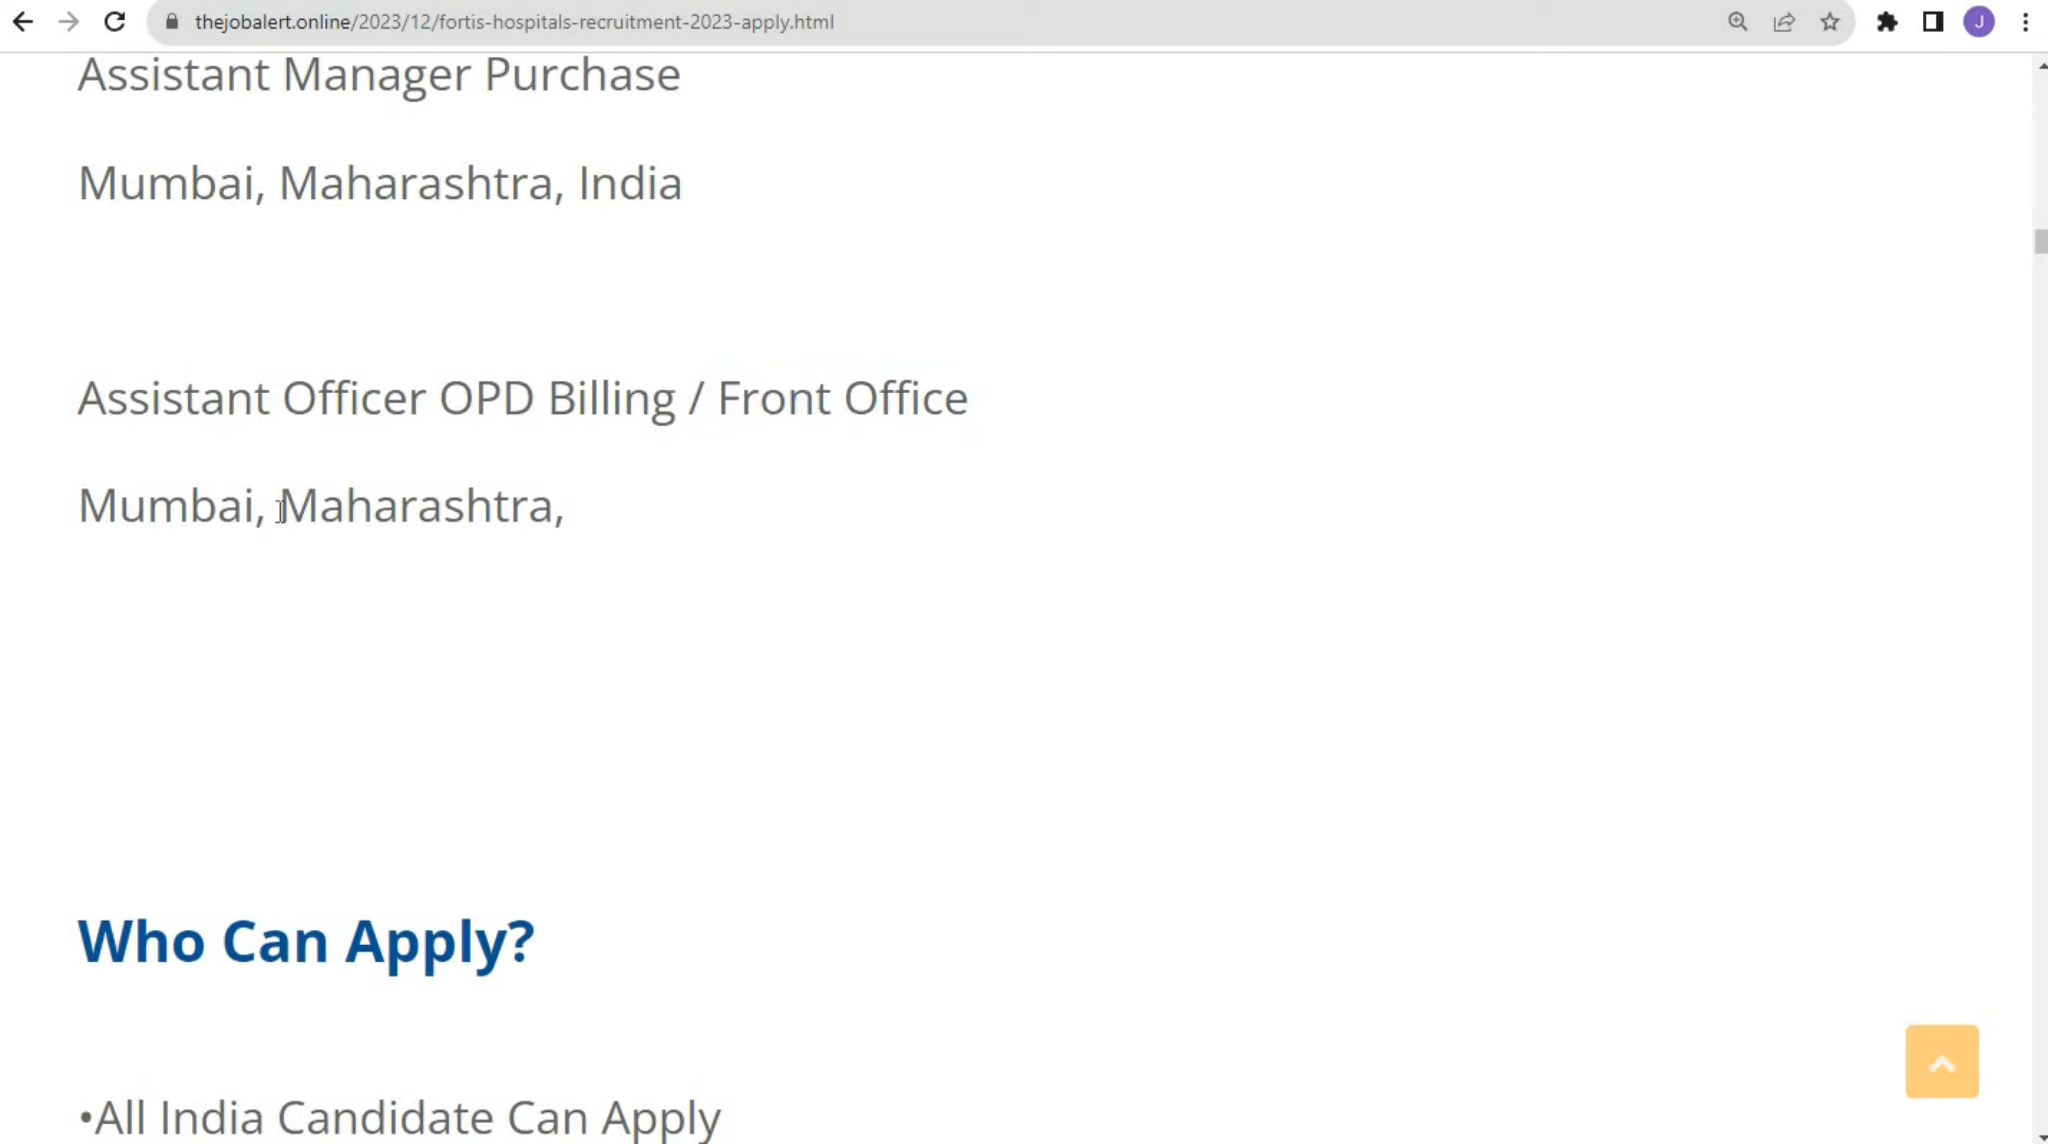 thejobalert.online/2023/12/fortis-hospitals-recruitment-2023-apply.html
J
Assistant Manager Purchase
Mumbai, Maharashtra, India
Assistant Officer OPD Billing / Front Office
Mumbai, Maharashtra,
Who Can Apply?
•All India Candidate Can Apply